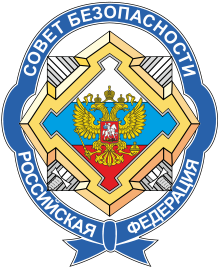 СОВЕТ БЕЗОПАСНОСТИ
РОССИЙСКАЯ ФЕДЕРАЦИЯ